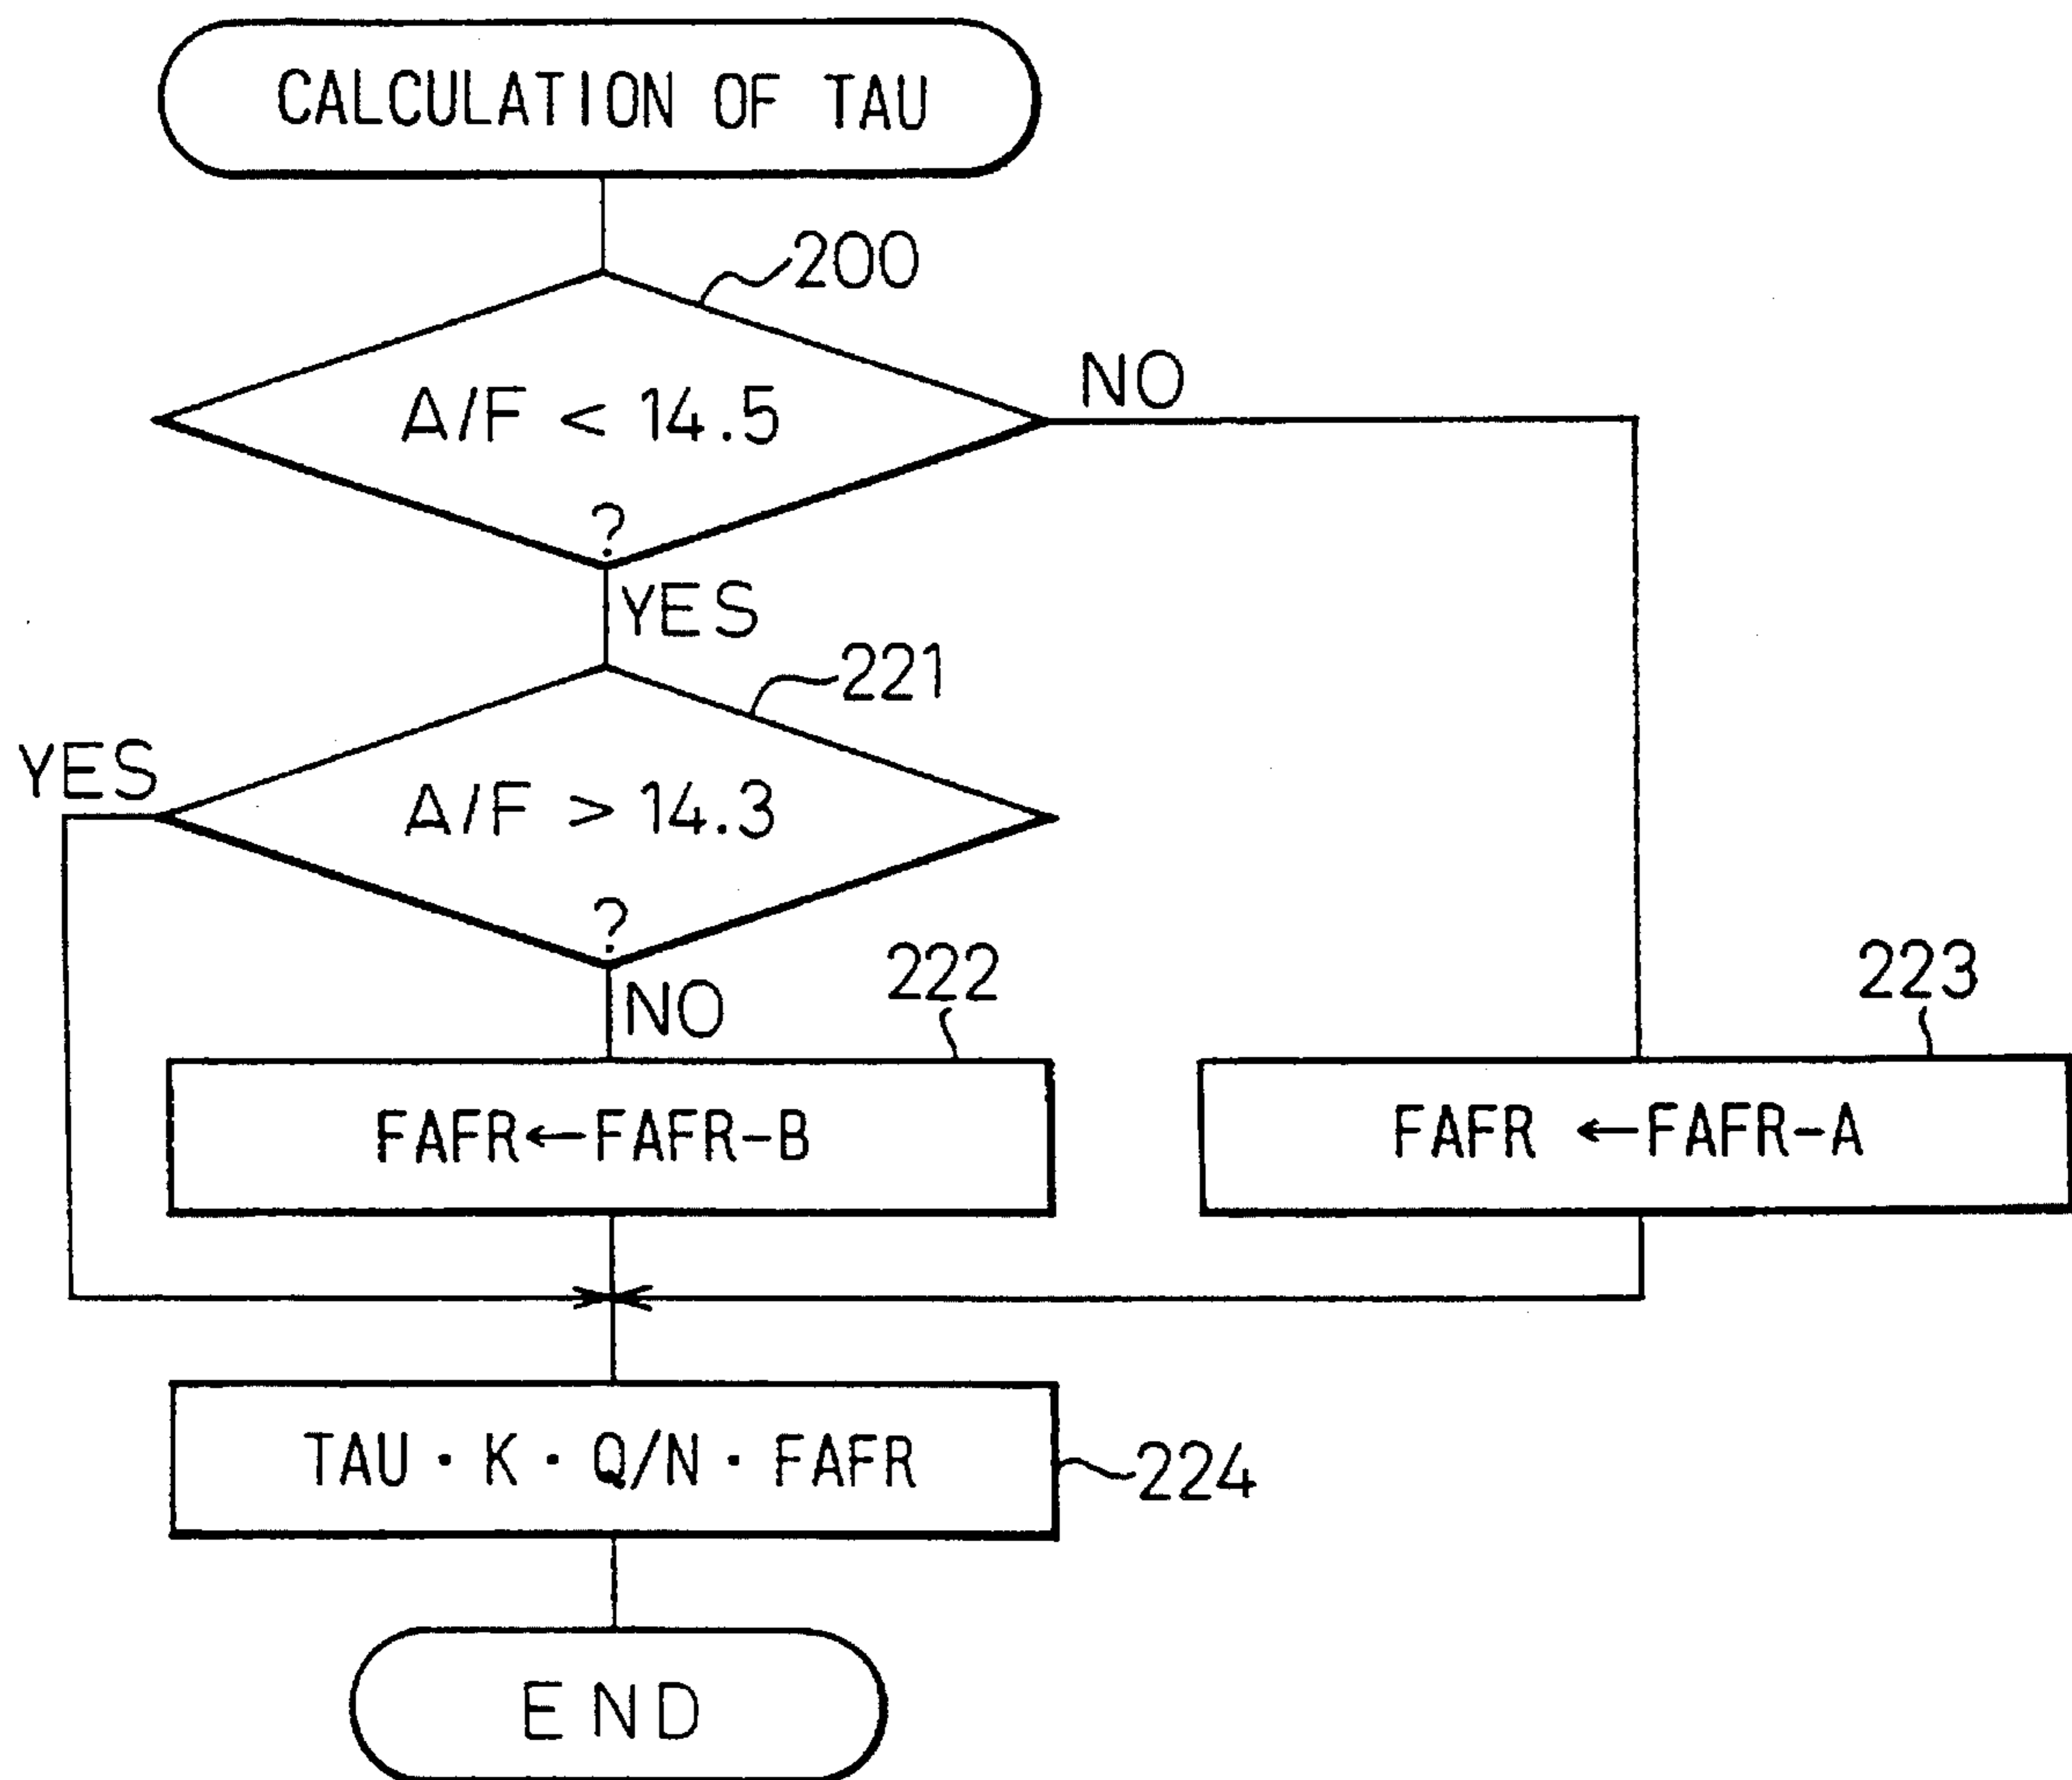 CALCULATION OF TAU
200
A/F < 14.5
?
NO
YES
221
A/F > 14.3
?
YES
NO
222
FAFR←FAFR-B
223
FAFR ←FAFR-A
TAU · K · Q/N · FAFR
224
END